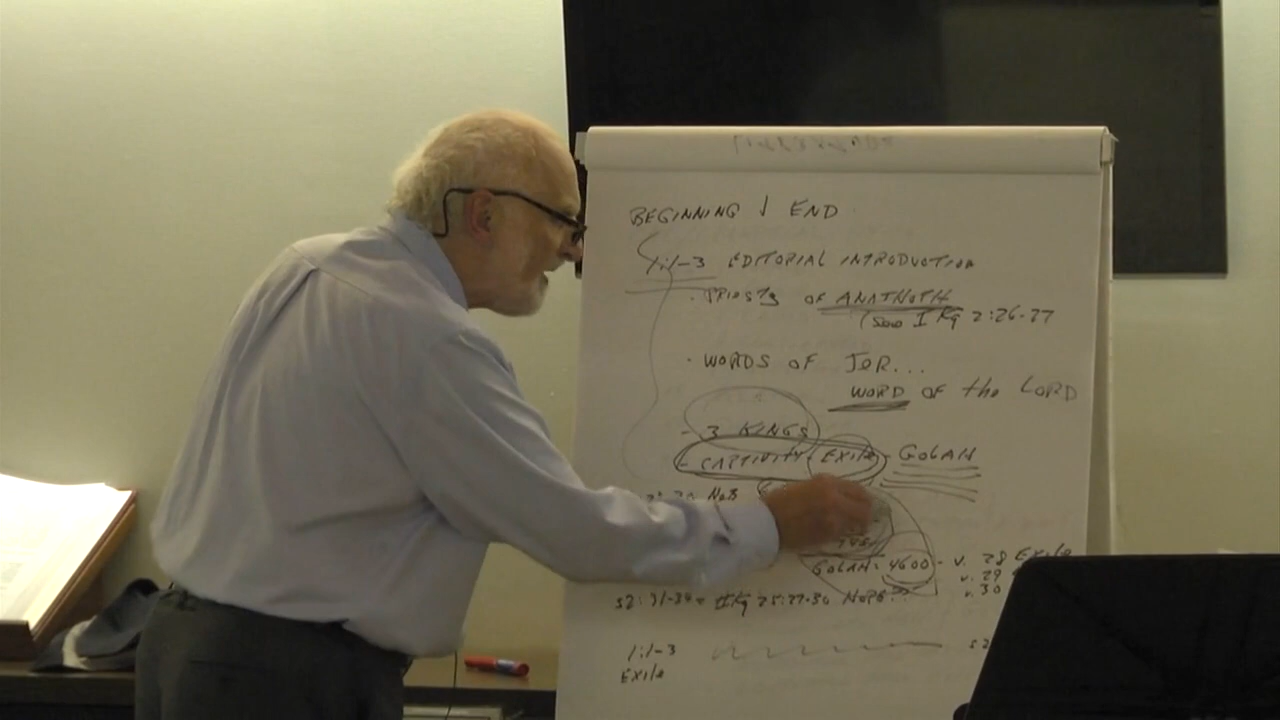 BEGINNING ↓ END
1:1-3 EDITORIAL INTRODUCTION
· PRIESTS OF ANATHOTH
(See I Kg 2:26-27
· WORDS OF JER...
WORD OF the LORD
- 3 KINGS
- CAPTIVITY - EXILE - GOLAH
GOLAH = 4600 - v. 28 Exile
v. 29
v. 30
52:31-34 = II Kg 25:27-30 HOPE...
1:1-3 52
Exile